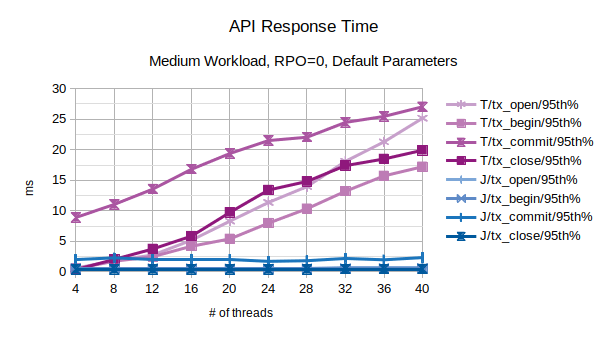 API Response Time
Medium Workload, RPO=0, Default Parameters
30
25
20
15
10
5
0
ms
4 8 12 16 20 24 28 32 36 40
# of threads
T/tx_open/95th%
T/tx_begin/95th%
T/tx_commit/95th%
T/tx_close/95th%
J/tx_open/95th%
J/tx_begin/95th%
J/tx_commit/95th%
J/tx_close/95th%